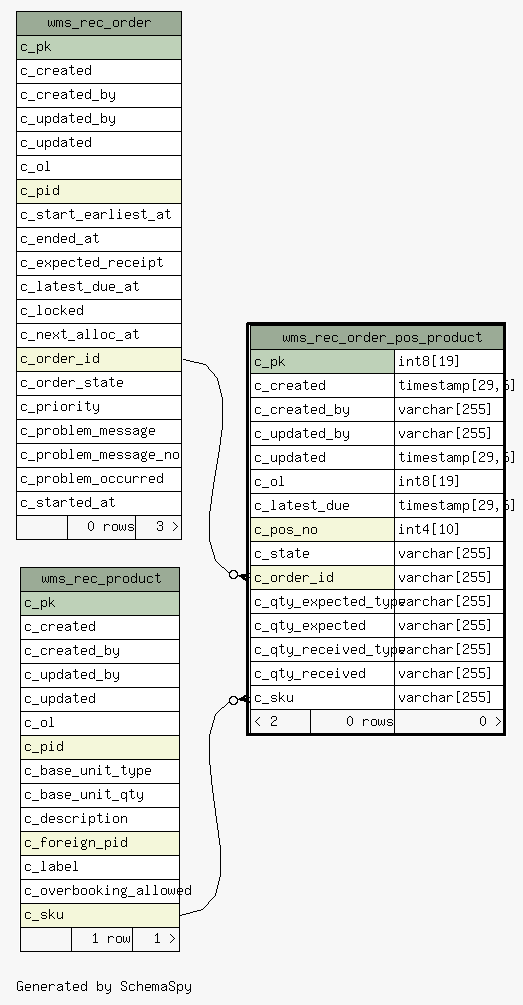 wms_rec_order
c_pk
c_created
c_created_by
c_updated_by
c_updated
c_ol
c_pid
c_start_earliest_at
c_ended_at
c_expected_receipt
c_latest_due_at
c_locked
c_next_alloc_at
c_order_id
c_order_state
c_priority
c_problem_message
c_problem_message_no
c_problem_occurred
c_started_at
0 rows 3 >
wms_rec_order_pos_product
c_pk int8[19]
c_created timestamp[29,6]
c_created_by varchar[255]
c_updated_by varchar[255]
c_updated timestamp[29,6]
c_ol int8[19]
c_latest_due timestamp[29,6]
c_pos_no int4[10]
c_state varchar[255]
c_order_id varchar[255]
c_qty_expected_type varchar[255]
c_qty_expected varchar[255]
c_qty_received_type varchar[255]
c_qty_received varchar[255]
c_sku varchar[255]
< 2 0 rows 0 >
wms_rec_product
c_pk
c_created
c_created_by
c_updated_by
c_updated
c_ol
c_pid
c_base_unit_type
c_base_unit_qty
c_description
c_foreign_pid
c_label
c_overbooking_allowed
c_sku
1 row 1 >
Generated by SchemaSpy